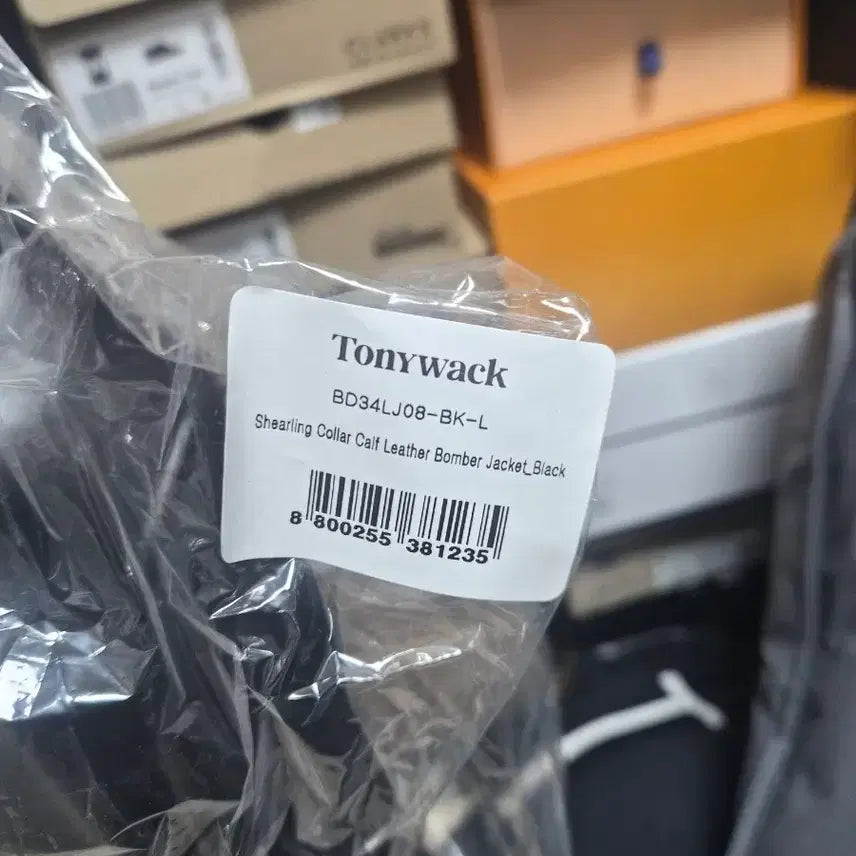 Tonywack
BD34LJ08-BK-L
Shearling Collar Calf Leather Bomber Jacket_Black
8 800255 381235